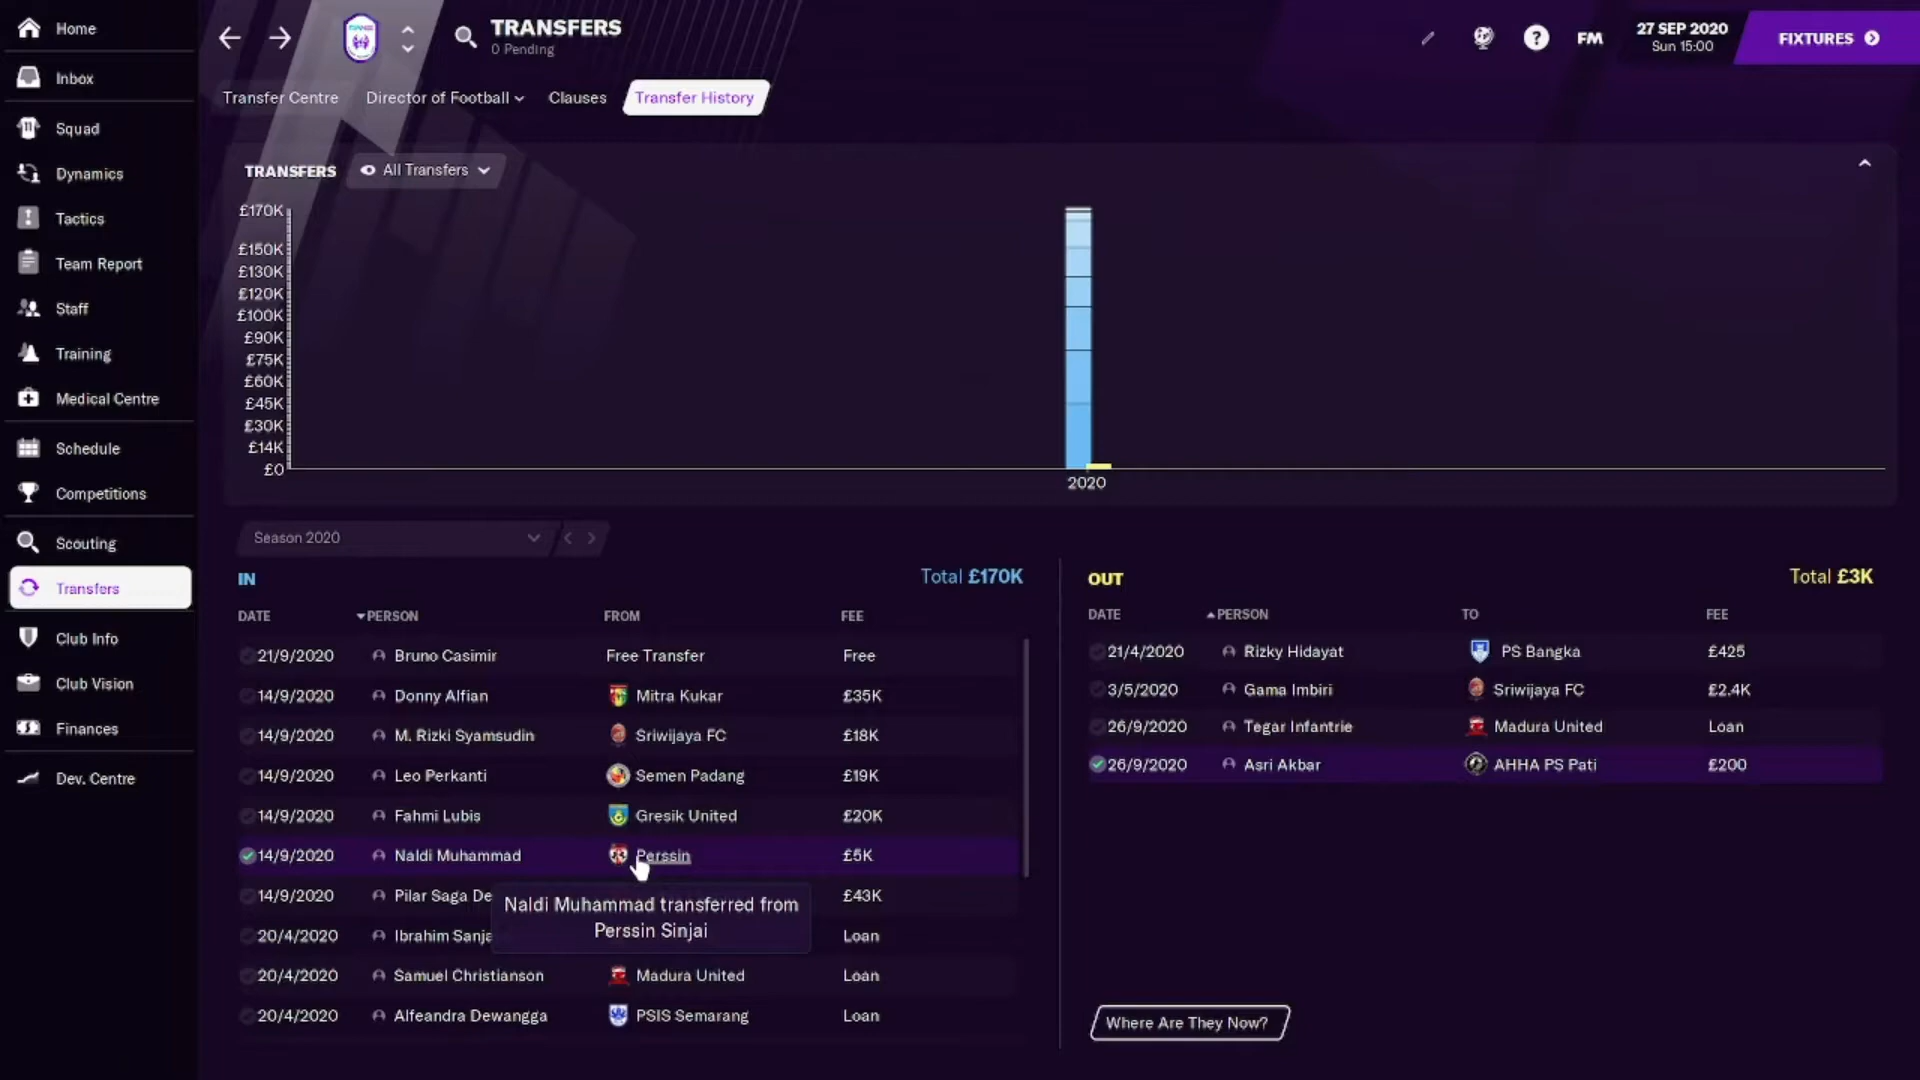 Home
Inbox
Squad
Dynamics
Tactics
Team Report
Staff
Training
Medical Centre
Schedule
Competitions
Scouting
Transfers
Club Info
Club Vision
Finances
Dev. Centre
TRANSFERS
0 Pending
FM
27 SEP 2020
Sun 15:00
FIXTURES
Transfer Centre
Director of Football
Clauses
Transfer History
TRANSFERS
All Transfers
£170K
£150K
£130K
£120K
£100K
£90K
£75K
£60K
£45K
£30K
£14K
£0
2020
Season 2020
IN
Total £170K
DATE PERSON FROM FEE
21/9/2020 Bruno Casimir Free Transfer Free
14/9/2020 Donny Alfian Mitra Kukar £35K
14/9/2020 M. Rizki Syamsudin Sriwijaya FC £18K
14/9/2020 Leo Perkanti Semen Padang £19K
14/9/2020 Fahmi Lubis Gresik United £20K
14/9/2020 Naldi Muhammad Perssin £5K
14/9/2020 Pilar Saga De £43K
Naldi Muhammad transferred from
Perssin Sinjai
20/4/2020 Ibrahim Sanja Loan
20/4/2020 Samuel Christianson Madura United Loan
20/4/2020 Alfeandra Dewangga PSIS Semarang Loan
OUT
Total £3K
DATE PERSON TO FEE
21/4/2020 Rizky Hidayat PS Bangka £425
3/5/2020 Gama Imbiri Sriwijaya FC £2.4K
26/9/2020 Tegar Infantrie Madura United Loan
26/9/2020 Asri Akbar AHHA PS Pati £200
Where Are They Now?